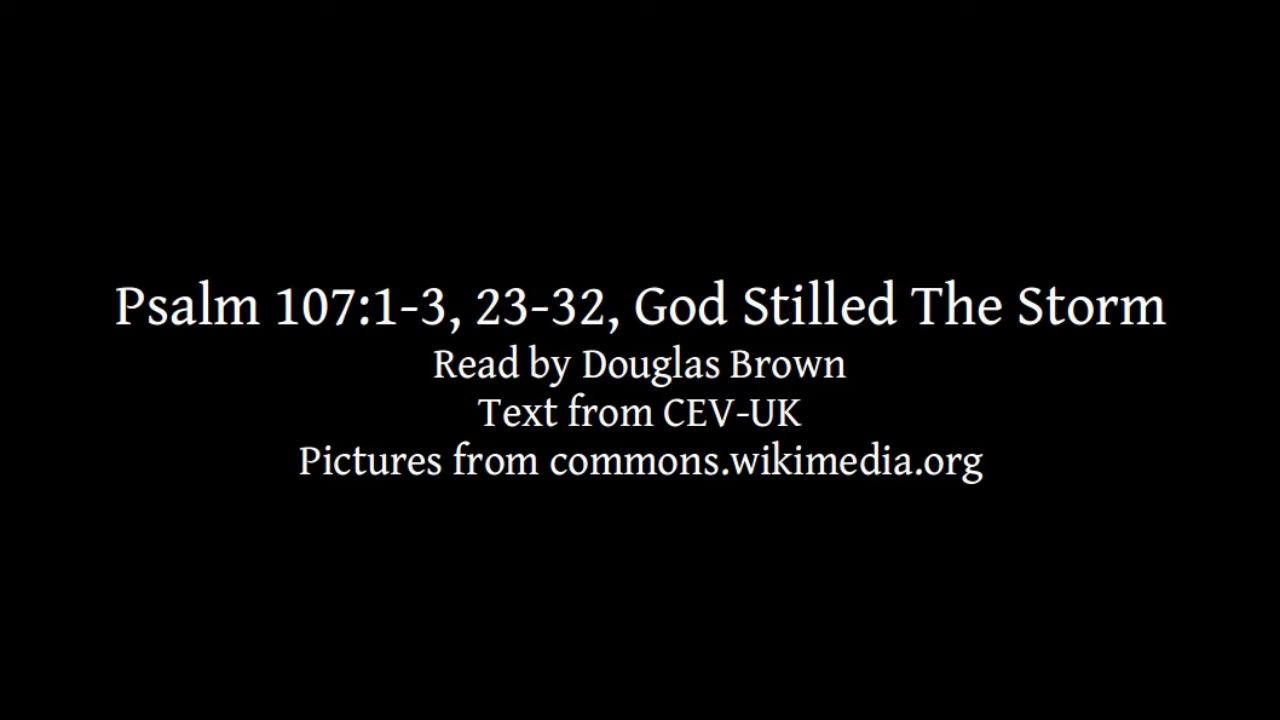 Psalm 107:1-3, 23-32, God Stilled The Storm
Read by Douglas Brown
Text from CEV-UK
Pictures from commons.wikimedia.org